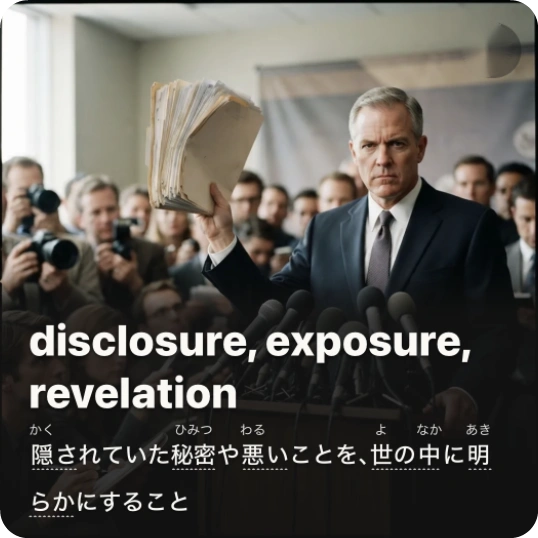 disclosure, exposure,
revelation
かく ひみつ わる よ なか あき
隠されていた秘密や悪いことを、世の中に明
らかにすること